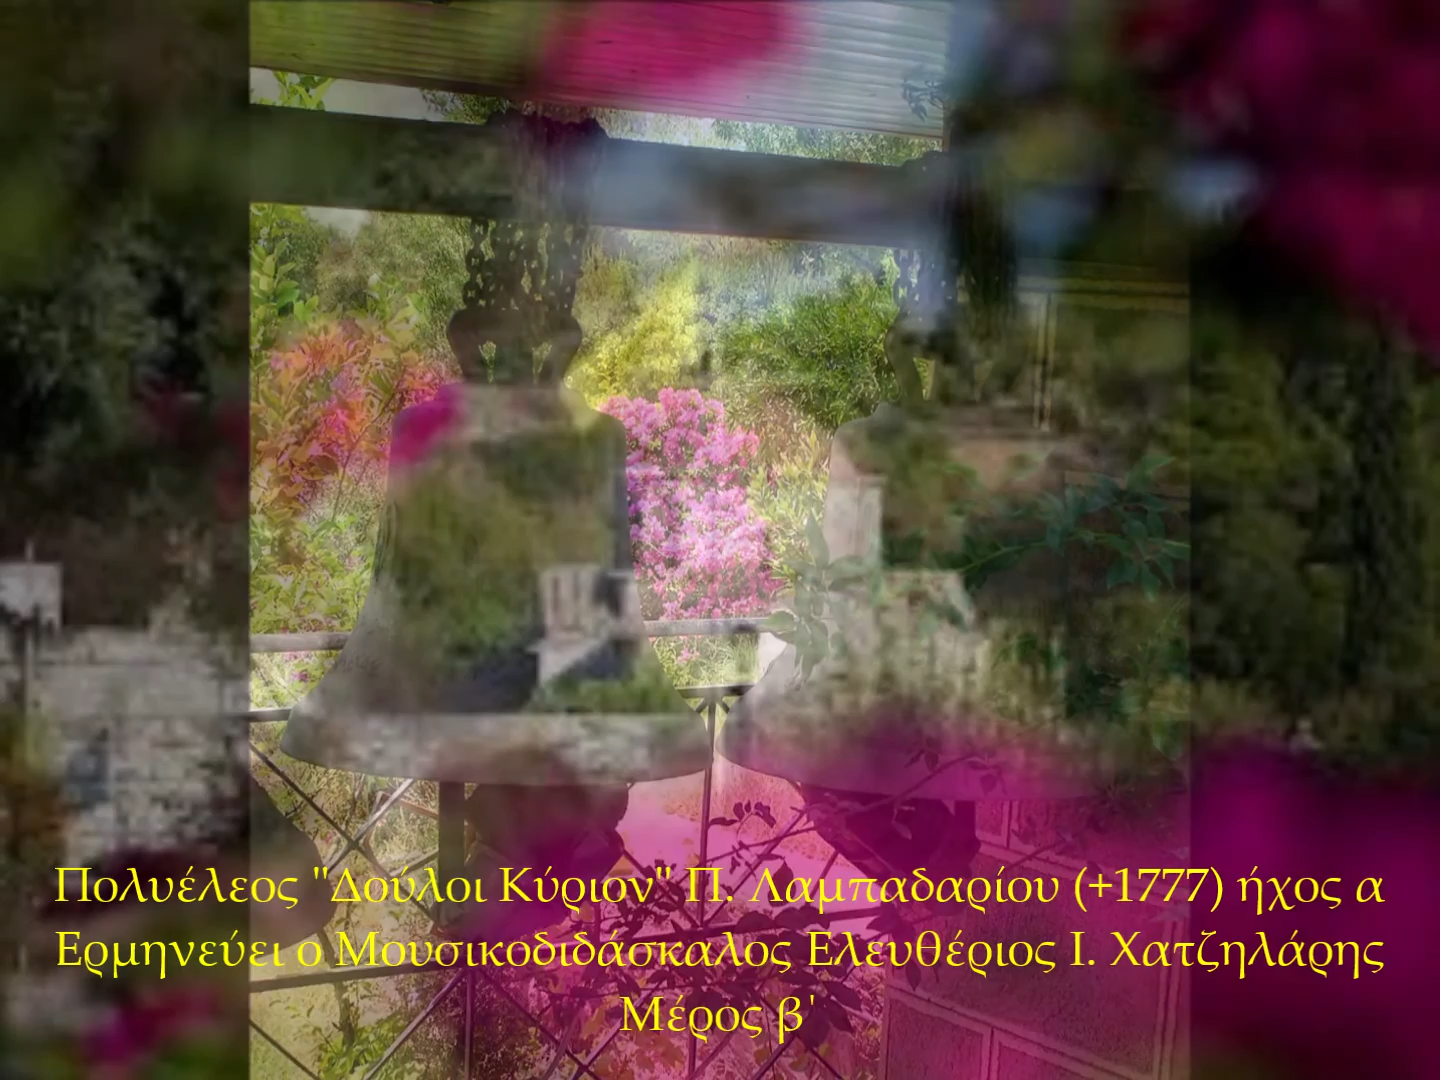 Πολυέλεος "Δούλοι Κύριον" Π. Λαμπαδαρίου (+1777) ήχος α
Ερμηνεύει ο Μουσικοδιδάσκαλος Ελευθέριος Ι. Χατζηλάρης
Μέρος β΄